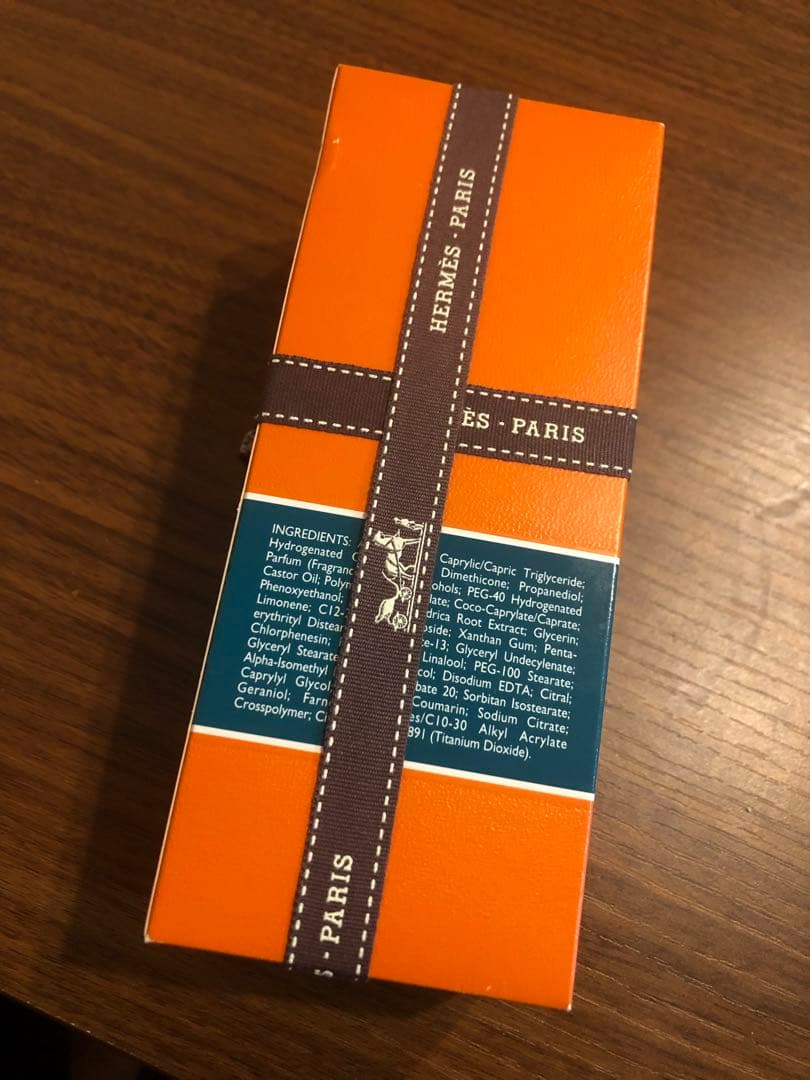 HERMÈS · PARIS
ÈS · PARIS
INGREDIENTS: Caprylic/Capric Triglyceride;
Hydrogenated Dimethicone; Propanediol;
Parfum (Fragran ohols; PEG-40 Hydrogenated
Castor Oil; Polyn late; Coco-Caprylate/Caprate;
Phenoxyethanol; drica Root Extract; Glycerin;
Limonene; C12- oside; Xanthan Gum; Penta-
erythrityl Distear te-13; Glyceryl Undecylenate;
Chlorphenesin; Linalool; PEG-100 Stearate;
Glyceryl Stearate col; Disodium EDTA; Citral;
Alpha-Isomethyl bate 20; Sorbitan Isostearate;
Caprylyl Glycol Coumarin; Sodium Citrate;
Geraniol; Farn es/C10-30 Alkyl Acrylate
Crosspolymer; C 891 (Titanium Dioxide).
S · PARIS